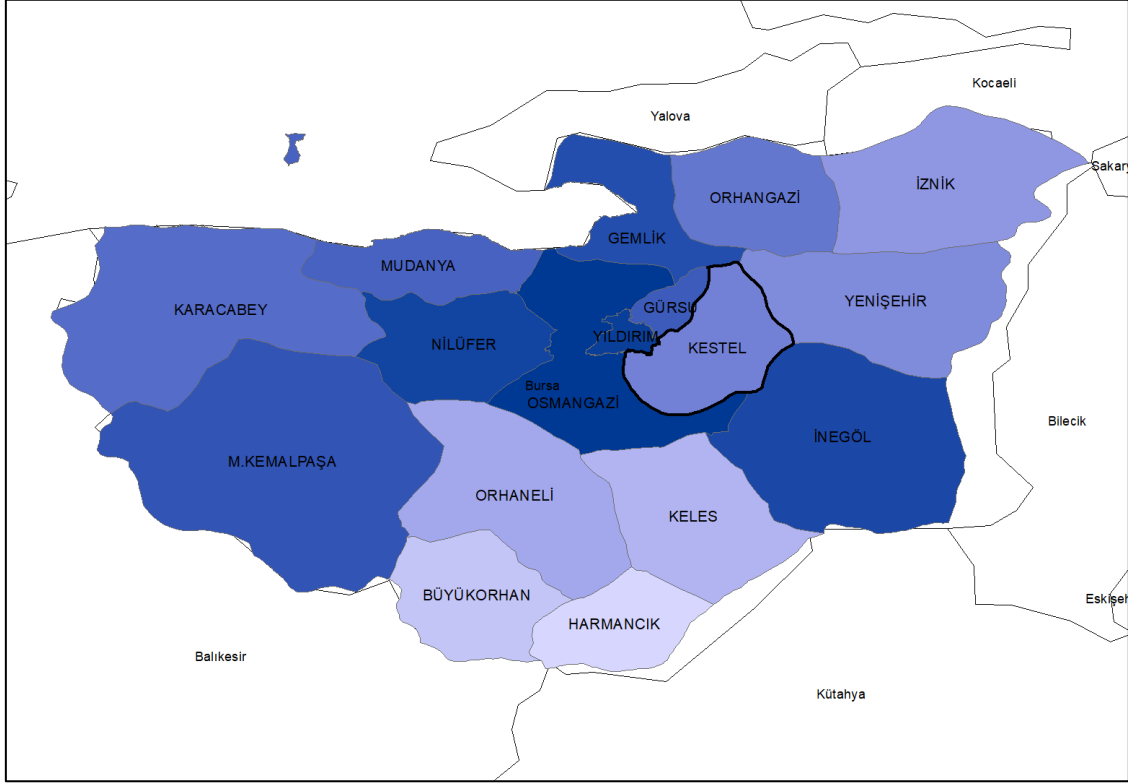 Kocaeli
Yalova
Sakary
İZNİK
ORHANGAZİ
GEMLİK
MUDANYA
YENİŞEHİR
GÜRSU
KARACABEY
YILDIRIM
NİLÜFER
KESTEL
Bursa
OSMANGAZİ
Bilecik
İNEGÖL
M.KEMALPAŞA
ORHANELİ
KELES
BÜYÜKORHAN
Eskişeh
HARMANCIK
Balıkesir
Kütahya